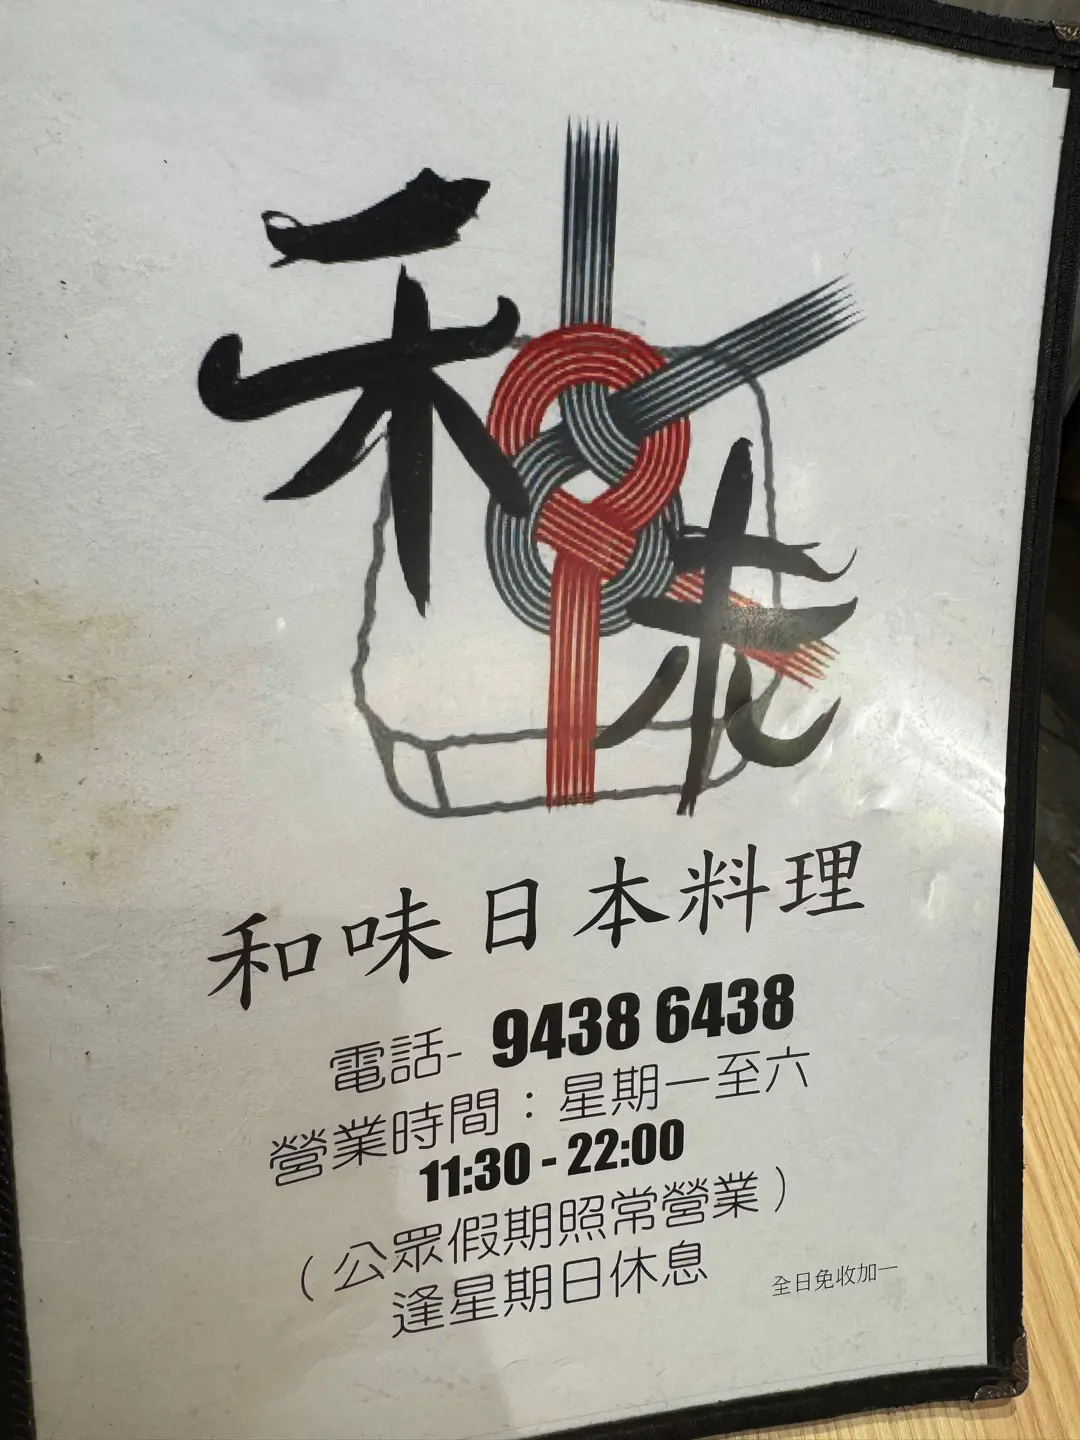 和味
和味日本料理
電話- 9438 6438
營業時間：星期一至六
11:30 - 22:00
（公眾假期照常營業）
逢星期日休息
全日免收加一